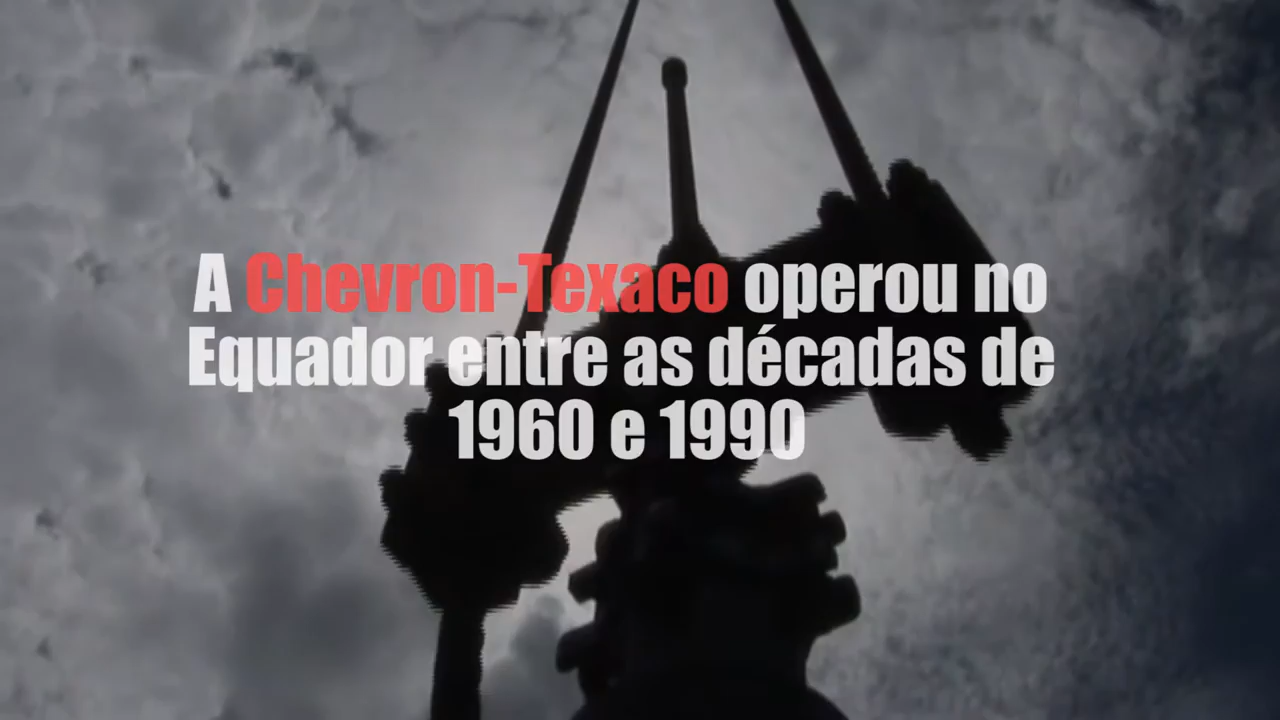 A Chevron-Texaco operou no
Equador entre as décadas de
1960 e 1990